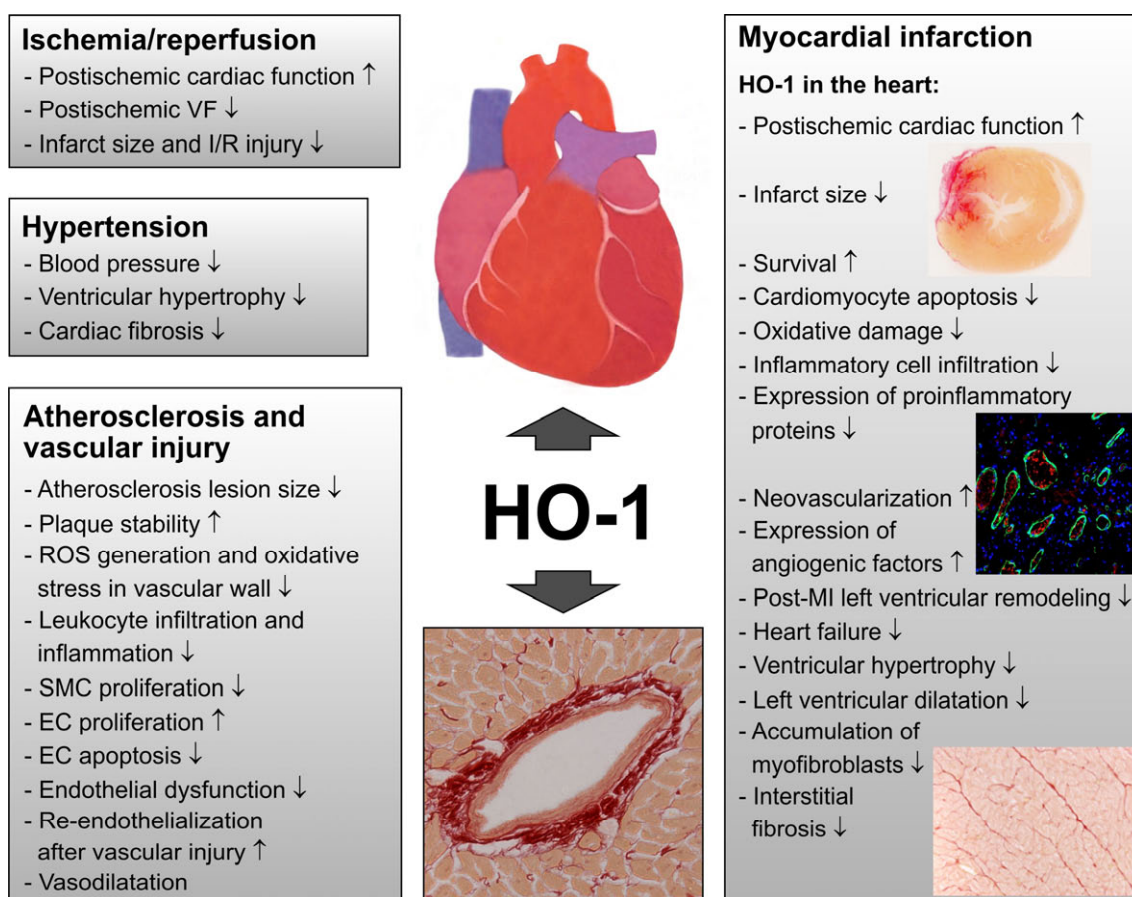 Ischemia/reperfusion
- Postischemic cardiac function ↑
- Postischemic VF ↓
- Infarct size and I/R injury ↓
Hypertension
- Blood pressure ↓
- Ventricular hypertrophy ↓
- Cardiac fibrosis ↓
Atherosclerosis and
vascular injury
- Atherosclerosis lesion size ↓
- Plaque stability ↑
- ROS generation and oxidative
stress in vascular wall ↓
- Leukocyte infiltration and
inflammation ↓
- SMC proliferation ↓
- EC proliferation ↑
- EC apoptosis ↓
- Endothelial dysfunction ↓
- Re-endothelialization
after vascular injury ↑
- Vasodilatation
HO-1
Myocardial infarction
HO-1 in the heart:
- Postischemic cardiac function ↑
- Infarct size ↓
- Survival ↑
- Cardiomyocyte apoptosis ↓
- Oxidative damage ↓
- Inflammatory cell infiltration ↓
- Expression of proinflammatory
proteins ↓
- Neovascularization ↑
- Expression of
angiogenic factors ↑
- Post-MI left ventricular remodeling ↓
- Heart failure ↓
- Ventricular hypertrophy ↓
- Left ventricular dilatation ↓
- Accumulation of
myofibroblasts ↓
- Interstitial
fibrosis ↓